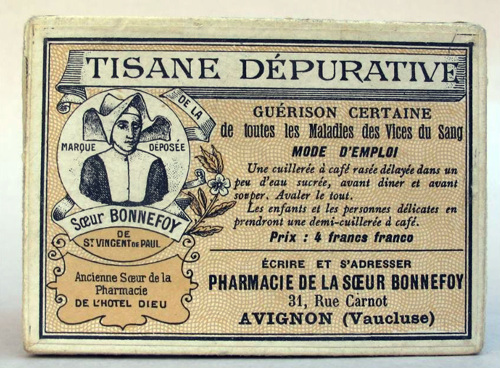 TISANE DÉPURATIVE
DE LA
MARQUE DÉPOSÉE
Sœur BONNEFOY
DE
ST VINCENT DE PAUL
Ancienne Sœur de la
Pharmacie
DE L'HOTEL DIEU
GUÉRISON CERTAINE
de toutes les Maladies des Vices du Sang
MODE D'EMPLOI
Une cuillerée à café rasée délayée dans un
peu d'eau sucrée, avant diner et avant
souper. Avaler le tout.
Les enfants et les personnes délicates en
prendront une demi-cuillerée à café.
Prix : 4 francs franco
ÉCRIRE ET S'ADRESSER
PHARMACIE DE LA SŒUR BONNEFOY
31, Rue Carnot
AVIGNON (Vaucluse)